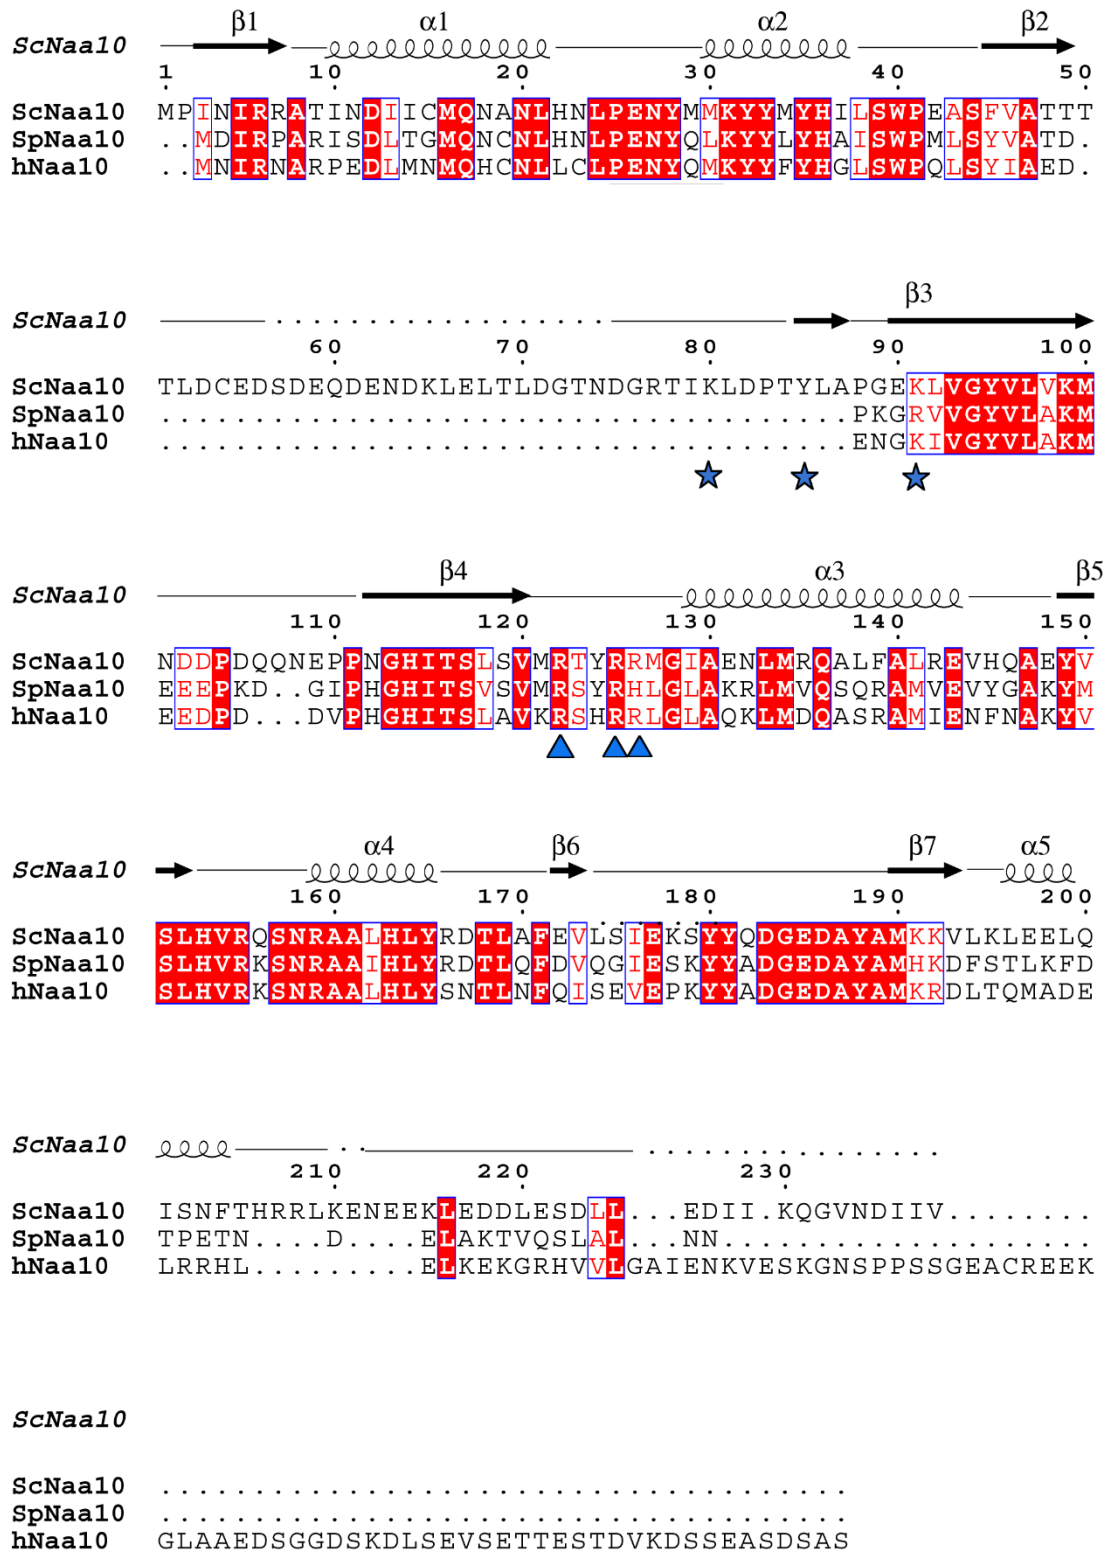 β1 α1 α2 β2
ScNaa10
1 10 20 30 40 50
ScNaa10 MPINIRRATINDIICMQNANLHNLPENYMMKYYMYHILSWPEASFVATTT
SpNaa10 ..MDIRPARISDLTGMQNCNLHNLPENYQLKYYLYHAISWPMLSYVATD.
hNaa10 ..MNIRNARPEDLMNMQHCNLLCLPENYQMKYYFYHGLSWPQLSYIAED.
β3
ScNaa10
60 70 80 90 100
ScNaa10 TLDCEDSDEQDENDKLELTLDGTNDGRTIKLDPTYLAPGEKLVGYVLVKM
SpNaa10 .....................................PKGRVVGYVLAKM
hNaa10 .....................................ENGKIVGYVLAKM
β4 α3 β5
ScNaa10
110 120 130 140 150
ScNaa10 NDDPDQQNEPPNGHITSLSVMRTYRRMGIAENLMRQALFALREVHQAEYV
SpNaa10 EEEPKD..GIPHGHITSVSVMRSYRHLGLAKRLMVQSQRAMVEVYGAKYM
hNaa10 EEDPD...DVPHGHITSLAVKRSHRRLGLAQKLMDQASRAMIENFNAKYV
α4 β6 β7 α5
ScNaa10
160 170 180 190 200
ScNaa10 SLHVRQSNRAALHLYRDTLAFEVLSIEKSYYQDGEDAYAMKKVLKLEELQ
SpNaa10 SLHVRKSNRAAIHLYRDTLQFDVQGIESKYYADGEDAYAMHKDFSTLKFD
hNaa10 SLHVRKSNRAALHLYSNTLNFQISEVEPKYYADGEDAYAMKRDLTQMADE
ScNaa10
210 220 230
ScNaa10 ISNFTHRRLKENEEKLEDDLESDLL...EDII.KQGVNDIIV........
SpNaa10 TPETN....D....ELAKTVQSLAL...NN....................
hNaa10 LRRHL.........ELKEKGRHVVLGAIENKVESKGNSPPSSGEACREEK
ScNaa10
ScNaa10 .....................................
SpNaa10 .....................................
hNaa10 GLAAEDSGGDSKDLSEVSETTESTDVKDSSEASDSAS